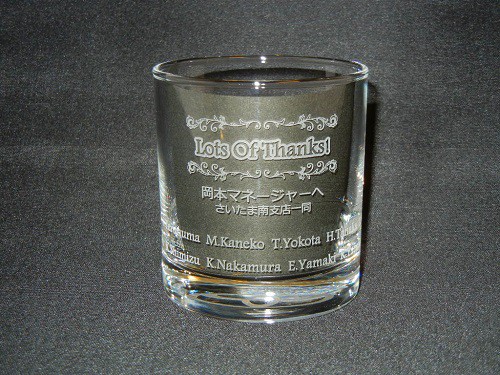 Lots Of Thanks!
岡本マネージャーへ
さいたま南支店一同
M.Kaneko T.Yokota
K.Nakamura E.Yamaki